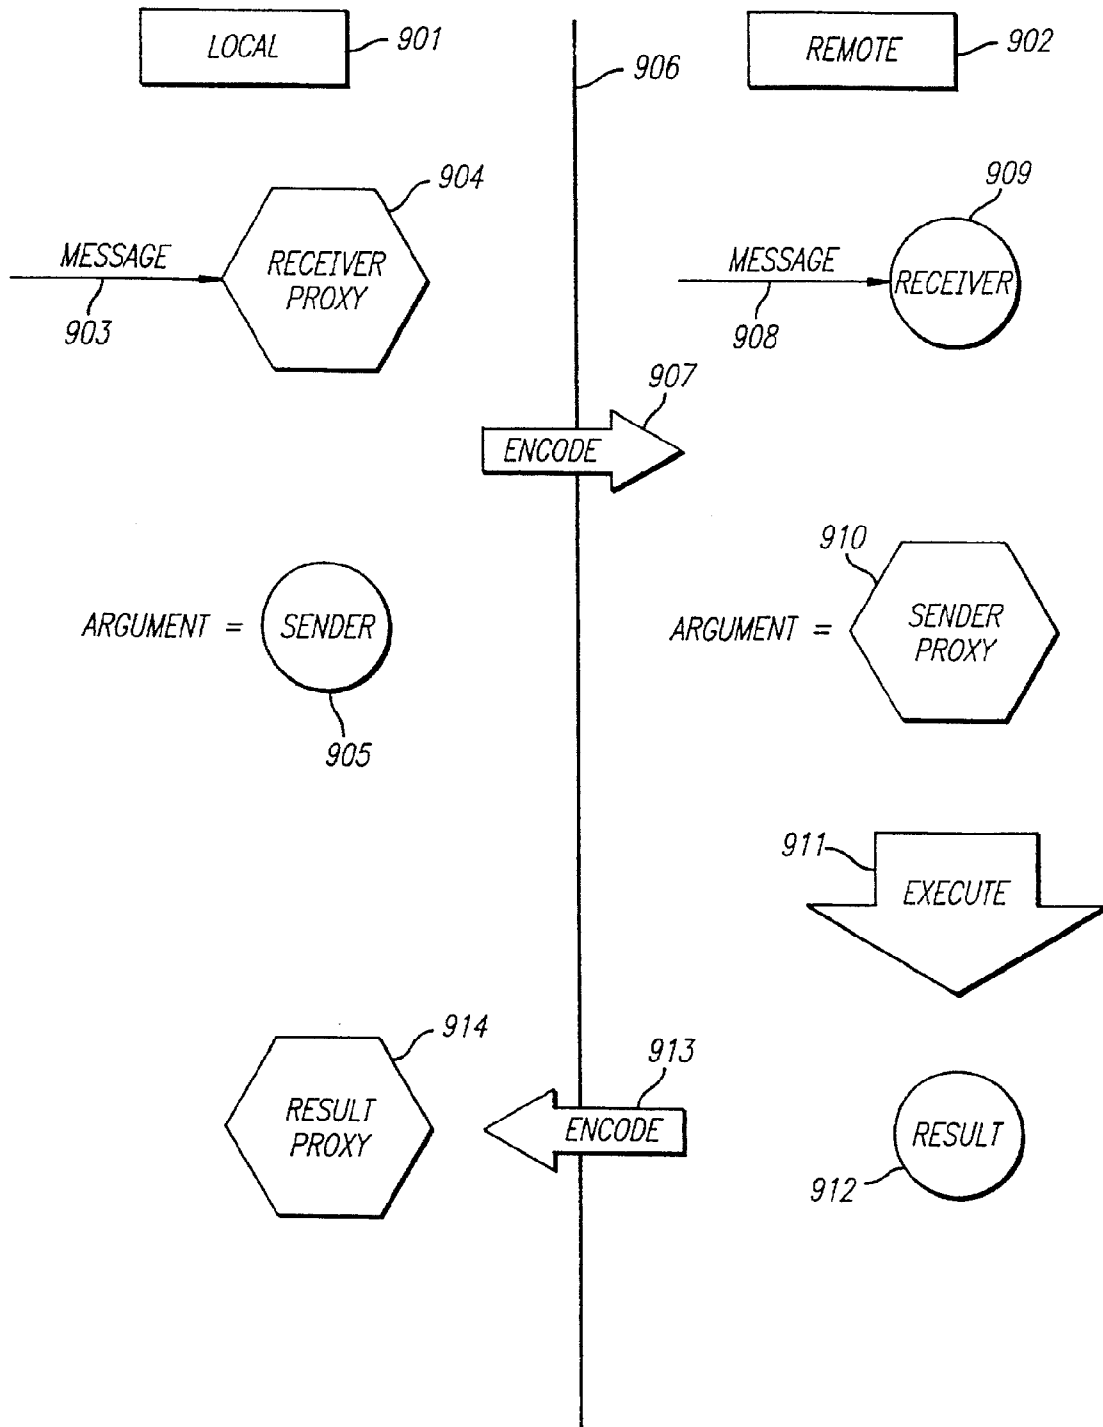 LOCAL
901
906
REMOTE
902
904
MESSAGE
903
RECEIVER
PROXY
909
MESSAGE
908
RECEIVER
907
ENCODE
ARGUMENT =
SENDER
905
910
ARGUMENT =
SENDER
PROXY
911
EXECUTE
914
RESULT
PROXY
913
ENCODE
RESULT
912